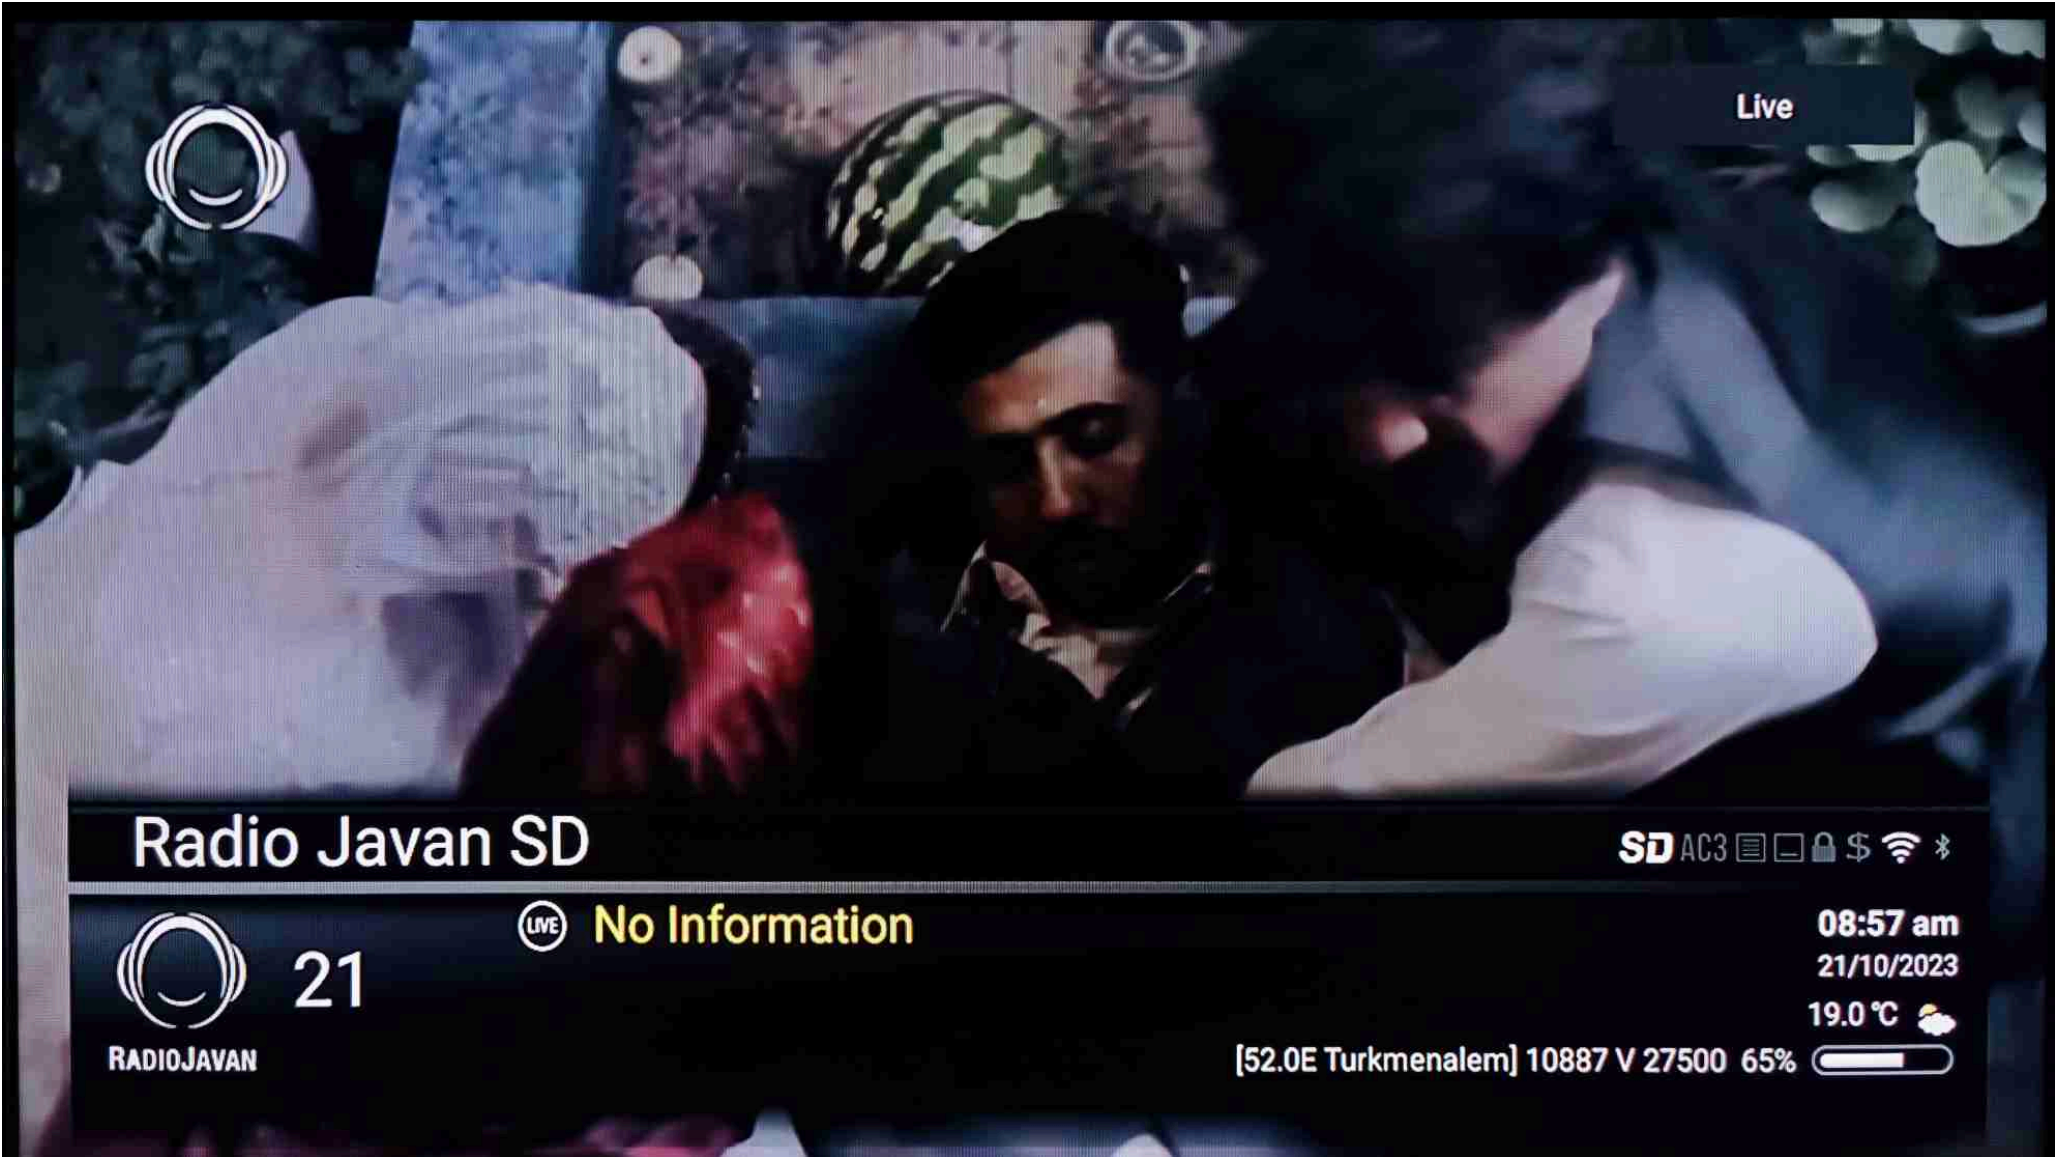 Live
Radio Javan SD
SD AC3 $
RADIOJAVAN
21
LIVE No Information
08:57 am
21/10/2023
19.0 °C
[52.0E Turkmenalem] 10887 V 27500 65%